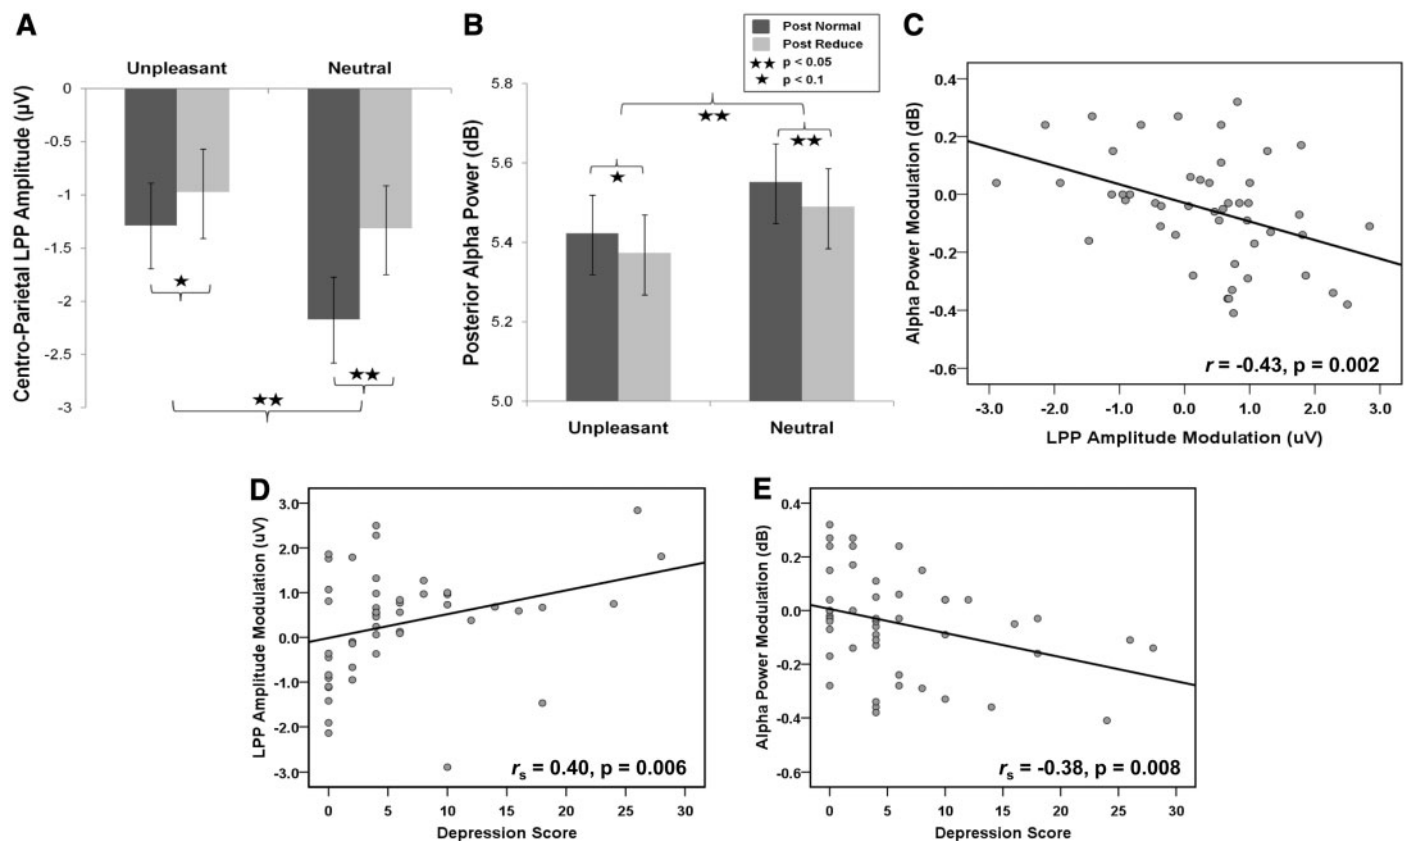 A
Unpleasant
Neutral
Centro-Parietal LPP Amplitude (µV)
0
-0.5
-1
-1.5
-2
-2.5
-3
★
★★
★★
B
Post Normal
Post Reduce
★★ p < 0.05
★ p < 0.1
Posterior Alpha Power (dB)
5.8
5.6
5.4
5.2
5.0
★★
★
★★
Unpleasant
Neutral
C
Alpha Power Modulation (dB)
0.4
0.2
0.0
-0.2
-0.4
-0.6
r = -0.43, p = 0.002
-3.0 -2.0 -1.0 0.0 1.0 2.0 3.0
LPP Amplitude Modulation (uV)
D
LPP Amplitude Modulation (uV)
3.0
2.0
1.0
0.0
-1.0
-2.0
-3.0
rs = 0.40, p = 0.006
0 5 10 15 20 25 30
Depression Score
E
Alpha Power Modulation (dB)
0.4
0.2
0.0
-0.2
-0.4
-0.6
rs = -0.38, p = 0.008
0 5 10 15 20 25 30
Depression Score